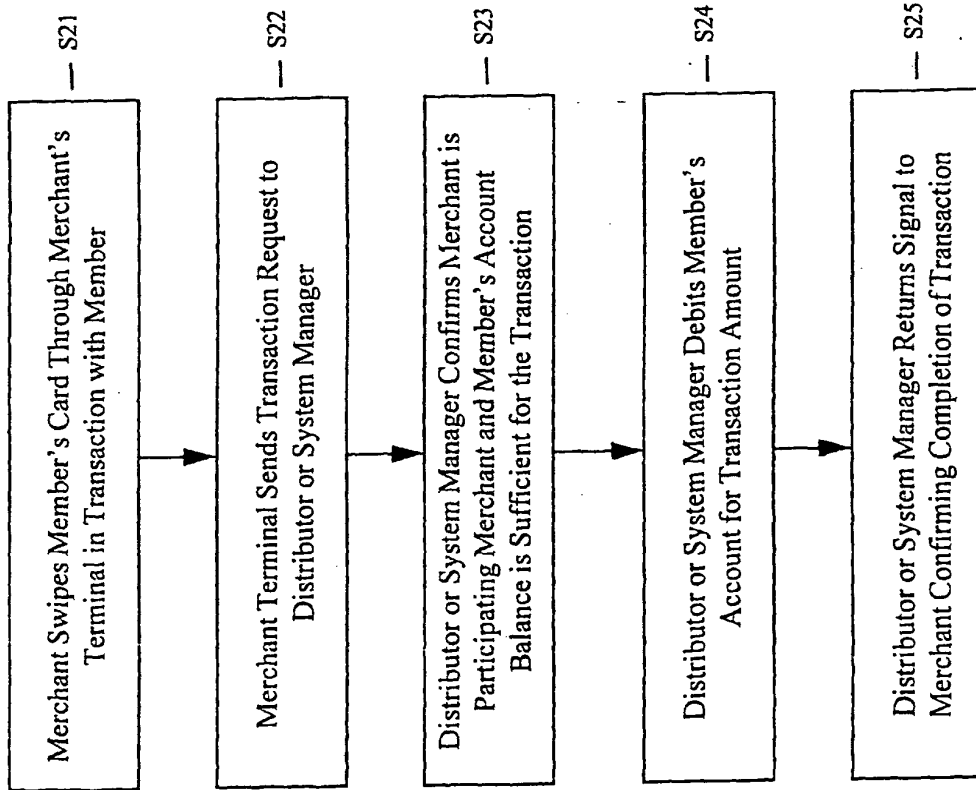 Merchant Swipes Member's Card Through Merchant's
Terminal in Transaction with Member
S21
Merchant Terminal Sends Transaction Request to
Distributor or System Manager
S22
Distributor or System Manager Confirms Merchant is
Participating Merchant and Member's Account
Balance is Sufficient for the Transaction
S23
Distributor or System Manager Debits Member's
Account for Transaction Amount
S24
Distributor or System Manager Returns Signal to
Merchant Confirming Completion of Transaction
S25